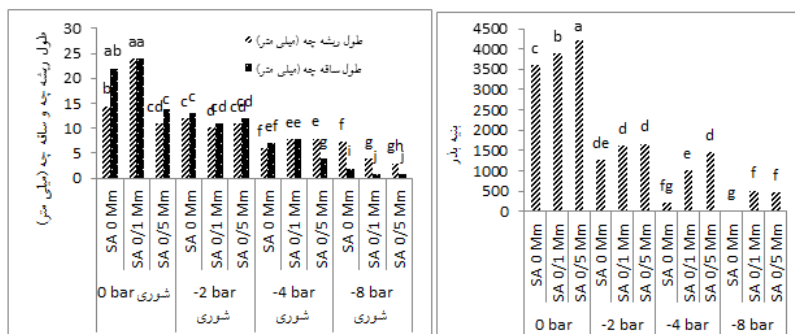 طول ریشه چه و ساقه چه (میلی متر)
30
25
20
15
10
5
0
طول ریشه چه (میلی متر)
طول ساقه چه (میلی متر)
b ab aa cd c c c d cd cd cd f ef ee e g f i g j gh j
SA 0 Mm
SA 0/1 Mm
SA 0/5 Mm
SA 0 Mm
SA 0/1 Mm
SA 0/5 Mm
SA 0 Mm
SA 0/1 Mm
SA 0/5 Mm
SA 0 Mm
SA 0/1 Mm
SA 0/5 Mm
0 bar شوری
-2 bar شوری
-4 bar شوری
-8 bar شوری
بنیه بذر
4500
4000
3500
3000
2500
2000
1500
1000
500
0
c b a de d d fg e d g f f
SA 0 Mm
SA 0/1 Mm
SA 0/5 Mm
SA 0 Mm
SA 0/1 Mm
SA 0/5 Mm
SA 0 Mm
SA 0/1 Mm
SA 0/5 Mm
SA 0 Mm
SA 0/1 Mm
SA 0/5 Mm
0 bar
-2 bar
-4 bar
-8 bar